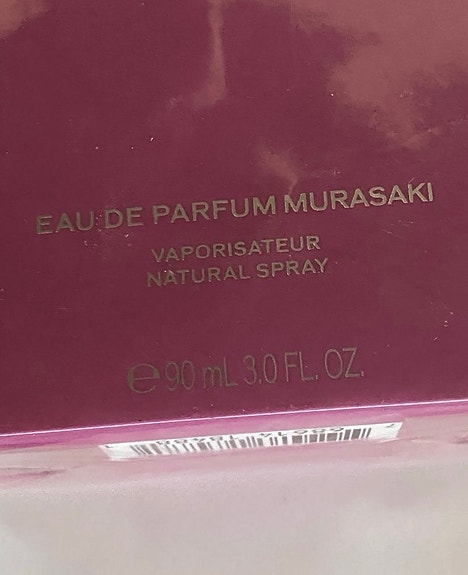 EAU DE PARFUM MURASAKI
VAPORISATEUR
NATURAL SPRAY
℮ 90 mL 3.0 FL. OZ.